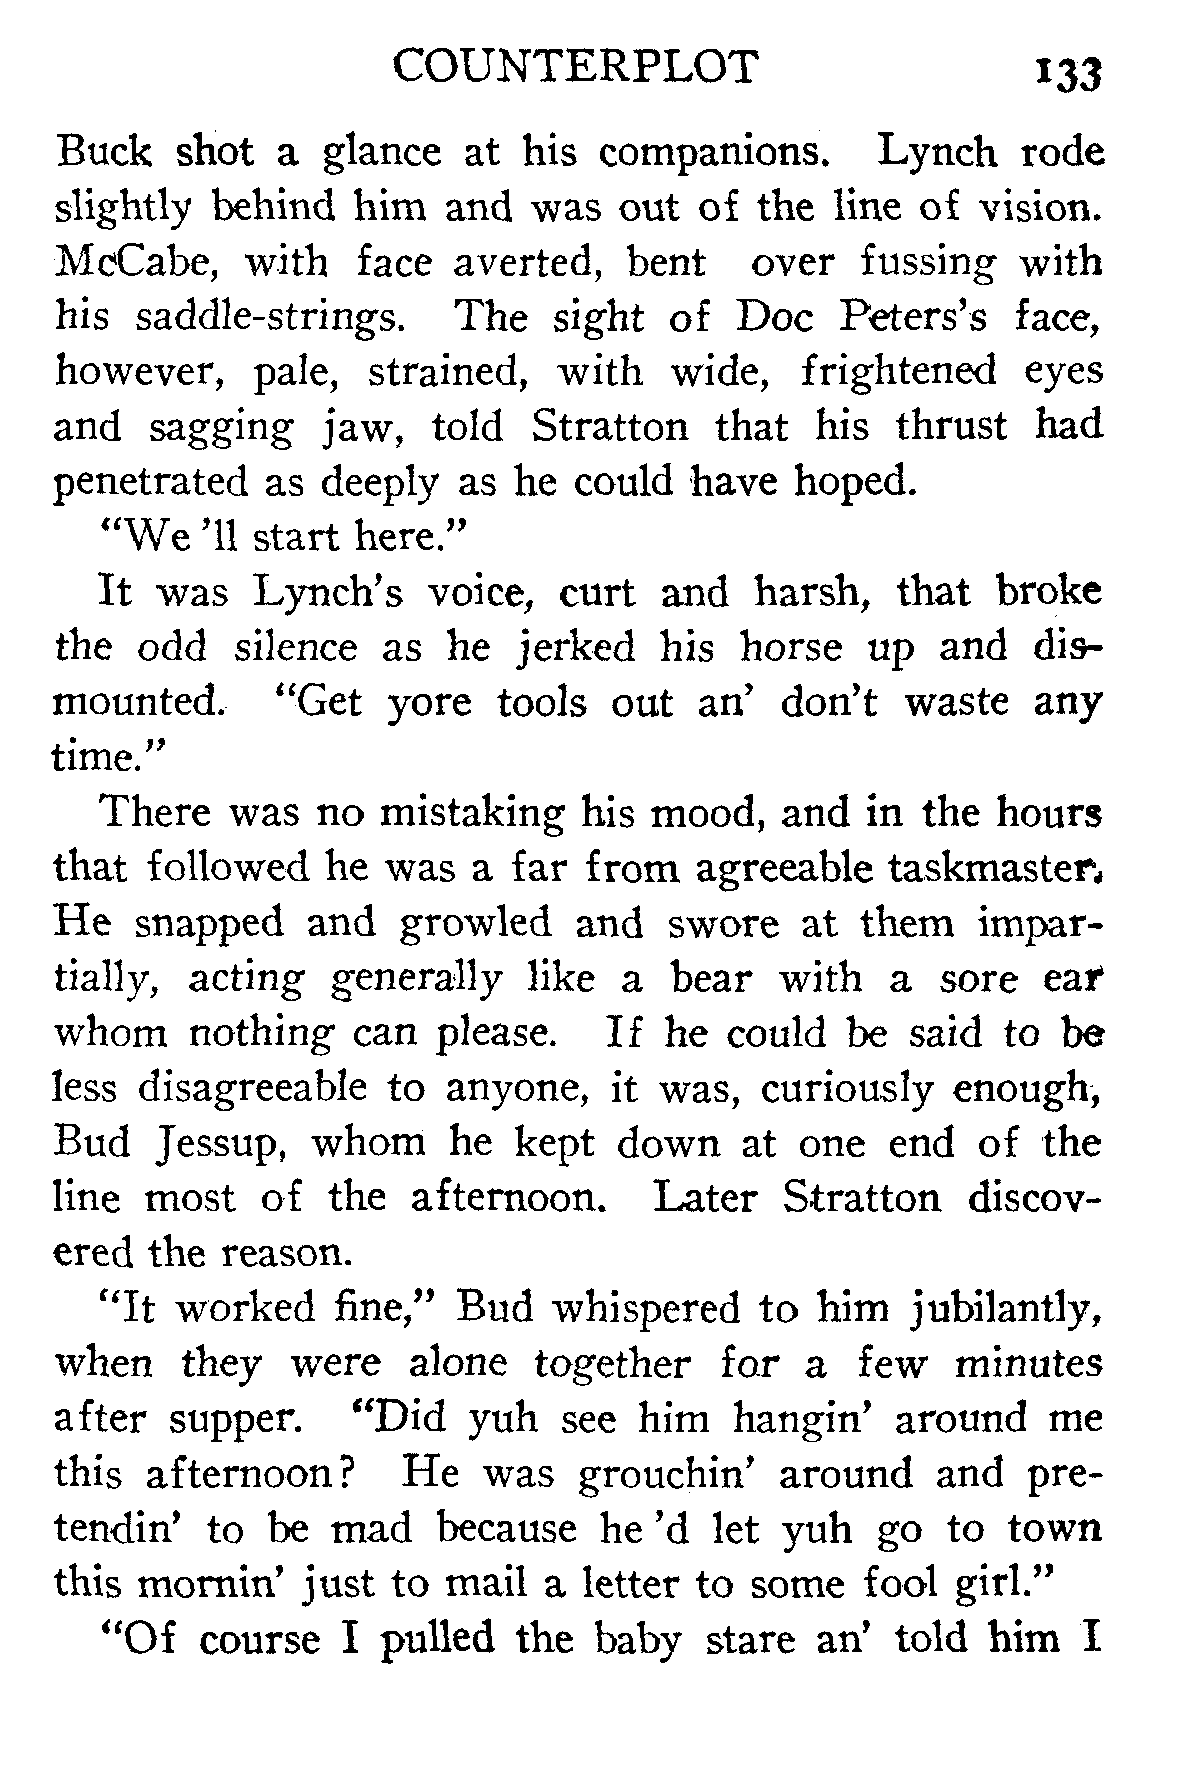 COUNTERPLOT 133
Buck shot a glance at his companions. Lynch rode
slightly behind him and was out of the line of vision.
McCabe, with face averted, bent over fussing with
his saddle-strings. The sight of Doc Peters’s face,
however, pale, strained, with wide, frightened eyes
and sagging jaw, told Stratton that his thrust had
penetrated as deeply as he could have hoped.
“We ’ll start here.”
It was Lynch’s voice, curt and harsh, that broke
the odd silence as he jerked his horse up and dis-
mounted. “Get yore tools out an’ don’t waste any
time.”
There was no mistaking his mood, and in the hours
that followed he was a far from agreeable taskmaster.
He snapped and growled and swore at them impar-
tially, acting generally like a bear with a sore ear
whom nothing can please. If he could be said to be
less disagreeable to anyone, it was, curiously enough,
Bud Jessup, whom he kept down at one end of the
line most of the afternoon. Later Stratton discov-
ered the reason.
“It worked fine,” Bud whispered to him jubilantly,
when they were alone together for a few minutes
after supper. “Did yuh see him hangin’ around me
this afternoon? He was grouchin’ around and pre-
tendin’ to be mad because he ’d let yuh go to town
this mornin’ just to mail a letter to some fool girl.”
“Of course I pulled the baby stare an’ told him I